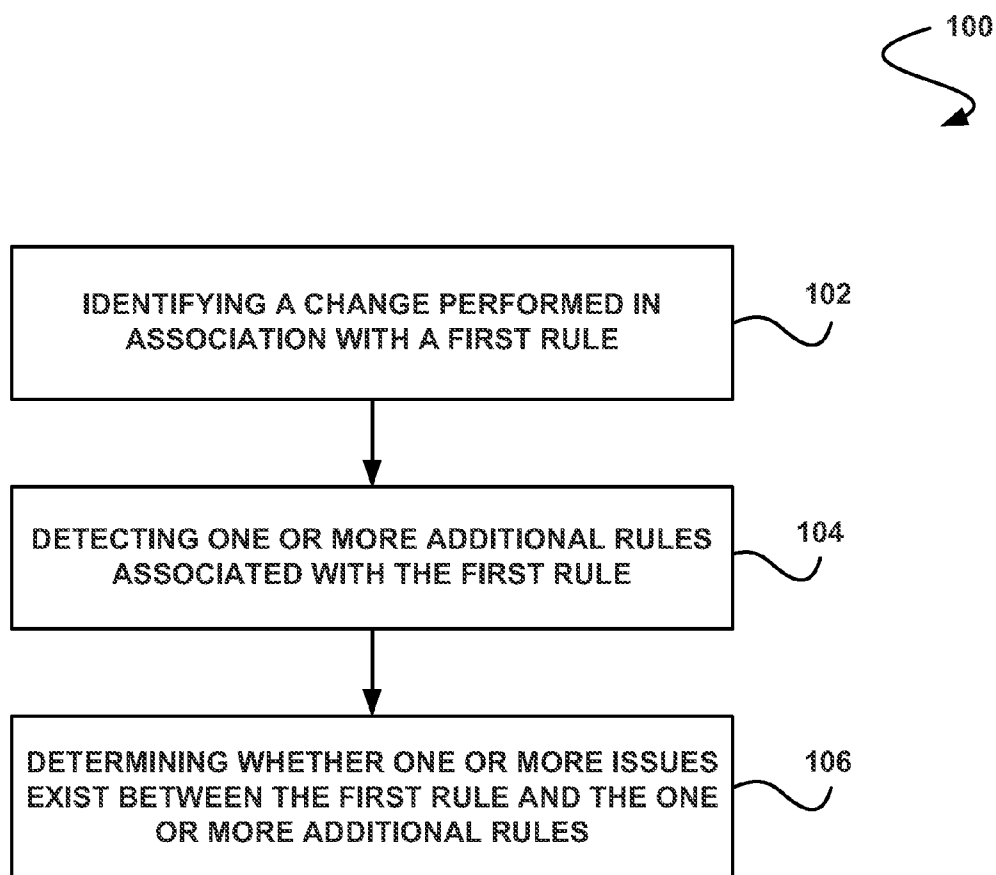 100
IDENTIFYING A CHANGE PERFORMED IN
ASSOCIATION WITH A FIRST RULE
102
DETECTING ONE OR MORE ADDITIONAL RULES
ASSOCIATED WITH THE FIRST RULE
104
DETERMINING WHETHER ONE OR MORE ISSUES
EXIST BETWEEN THE FIRST RULE AND THE ONE
OR MORE ADDITIONAL RULES
106